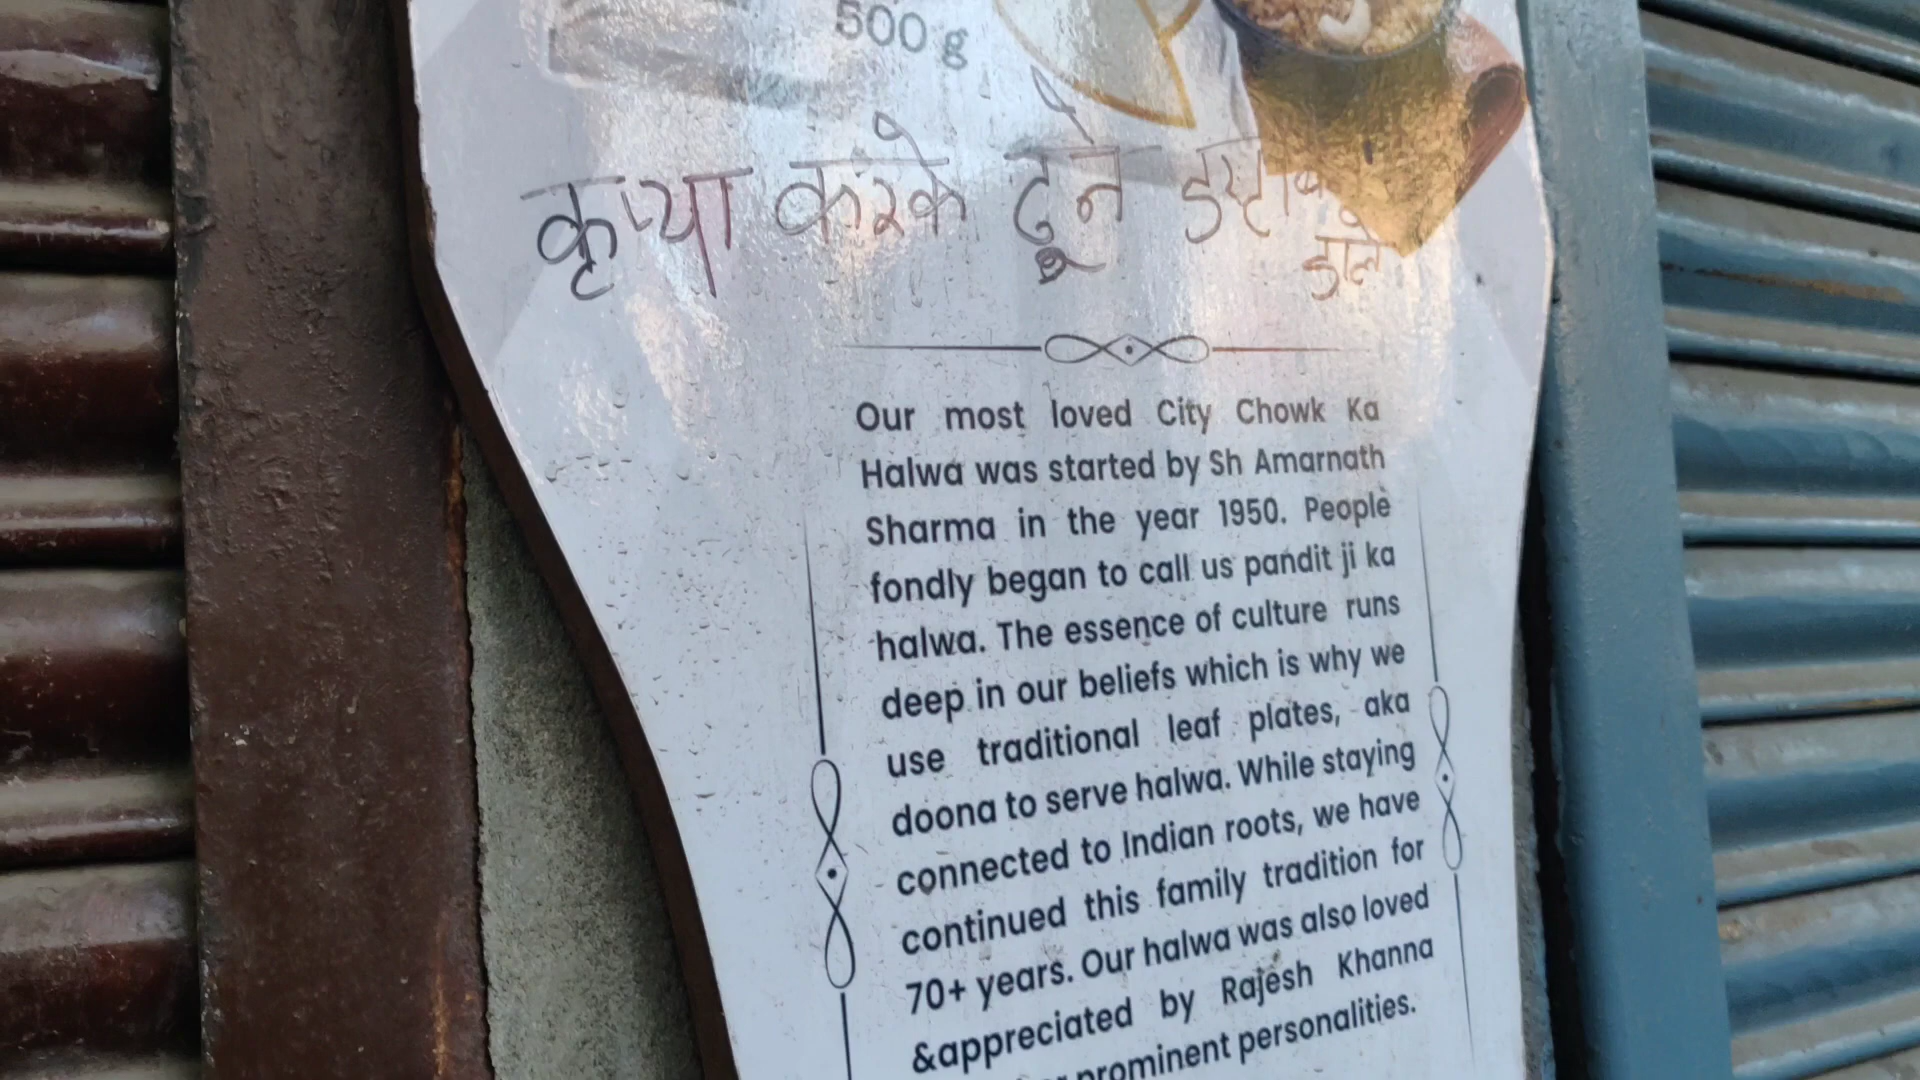 500 g
कृप्या करके दूने डस्टबिन
डाले
Our most loved City Chowk Ka
Halwa was started by Sh Amarnath
Sharma in the year 1950. People
fondly began to call us pandit ji ka
halwa. The essence of culture runs
deep in our beliefs which is why we
use traditional leaf plates, aka
doona to serve halwa. While staying
connected to Indian roots, we have
continued this family tradition for
70+ years. Our halwa was also loved
&appreciated by Rajesh Khanna
prominent personalities.